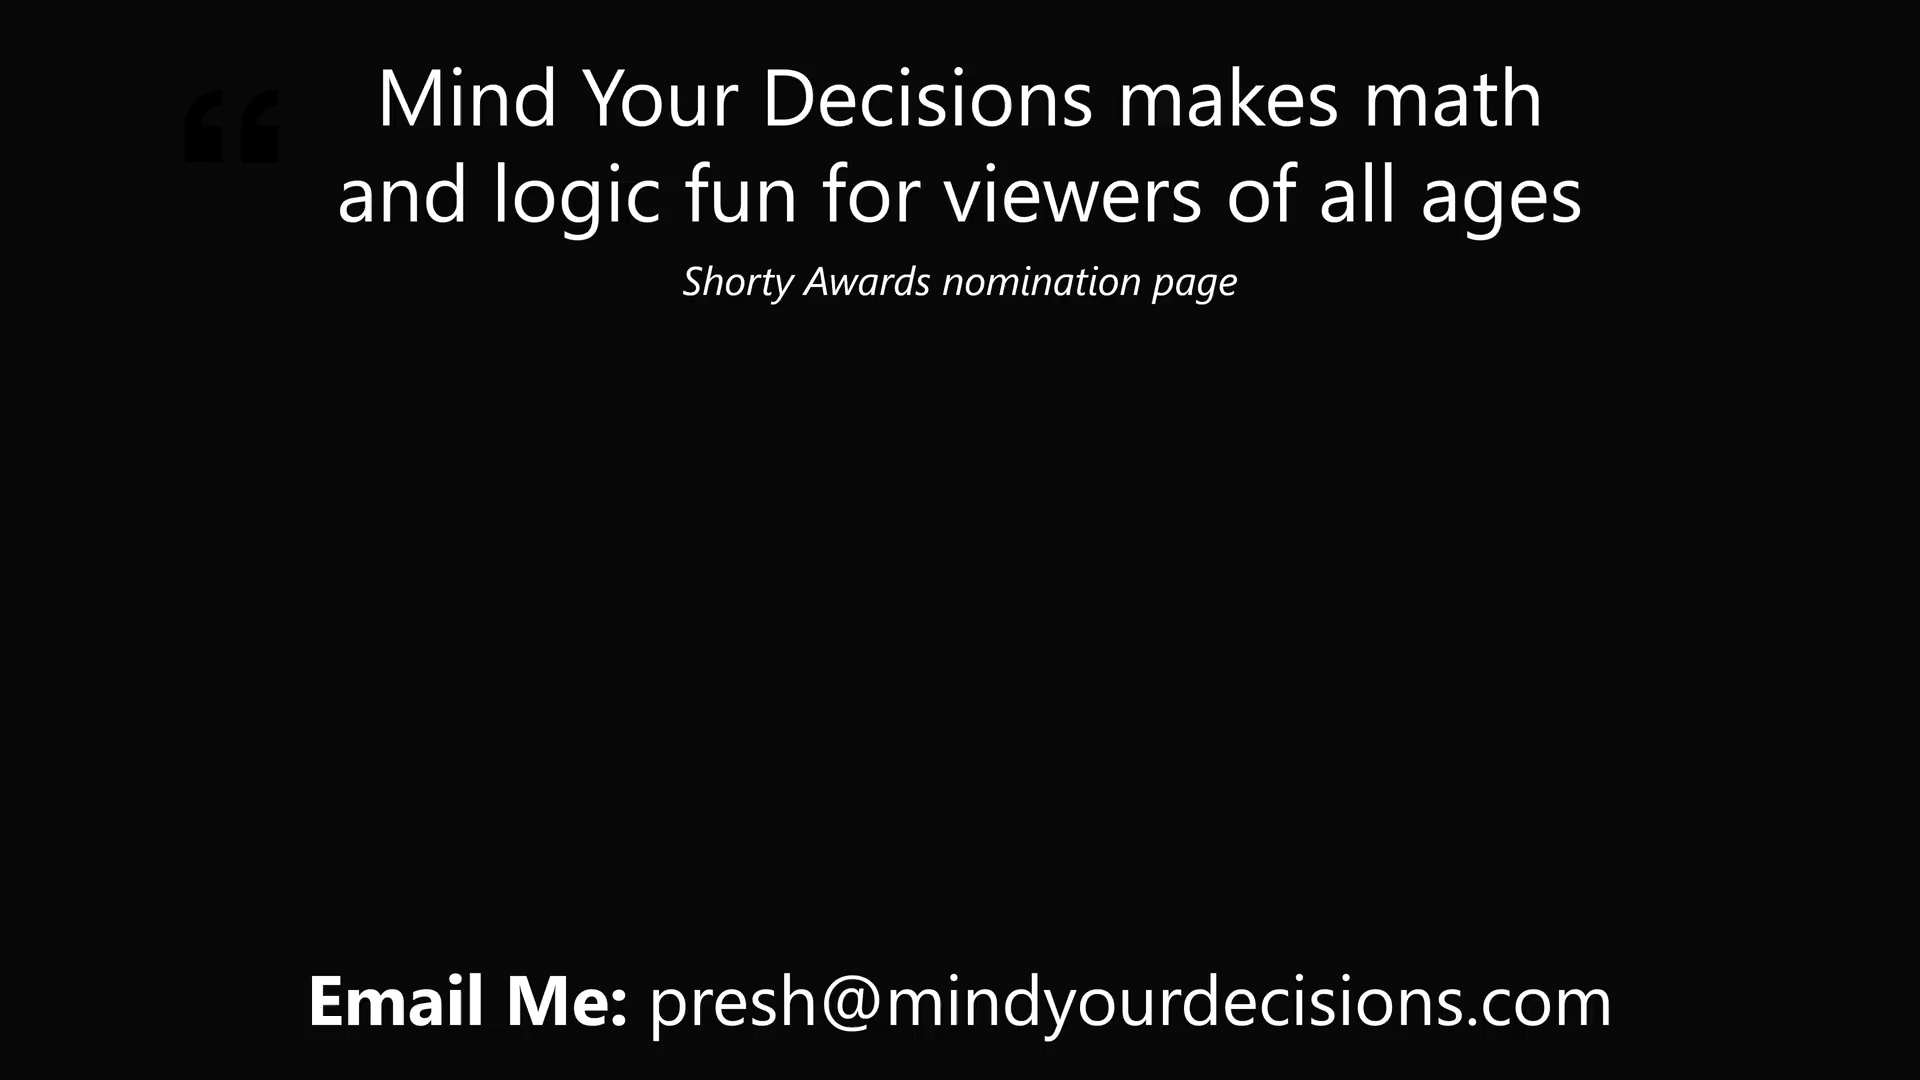 “
Mind Your Decisions makes math
and logic fun for viewers of all ages
Shorty Awards nomination page
Email Me: presh@mindyourdecisions.com